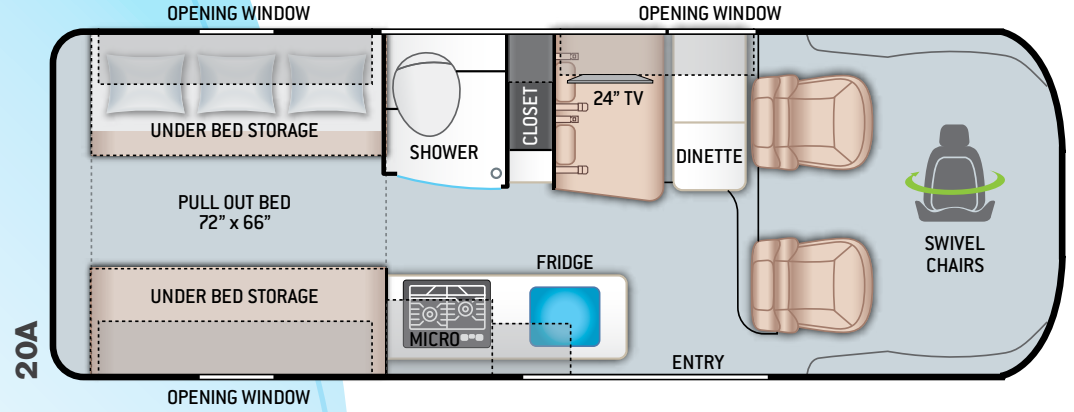 OPENING WINDOW
OPENING WINDOW
24” TV
CLOSET
UNDER BED STORAGE
SHOWER
DINETTE
PULL OUT BED
72” x 66”
SWIVEL
CHAIRS
FRIDGE
UNDER BED STORAGE
MICRO
ENTRY
20A
OPENING WINDOW